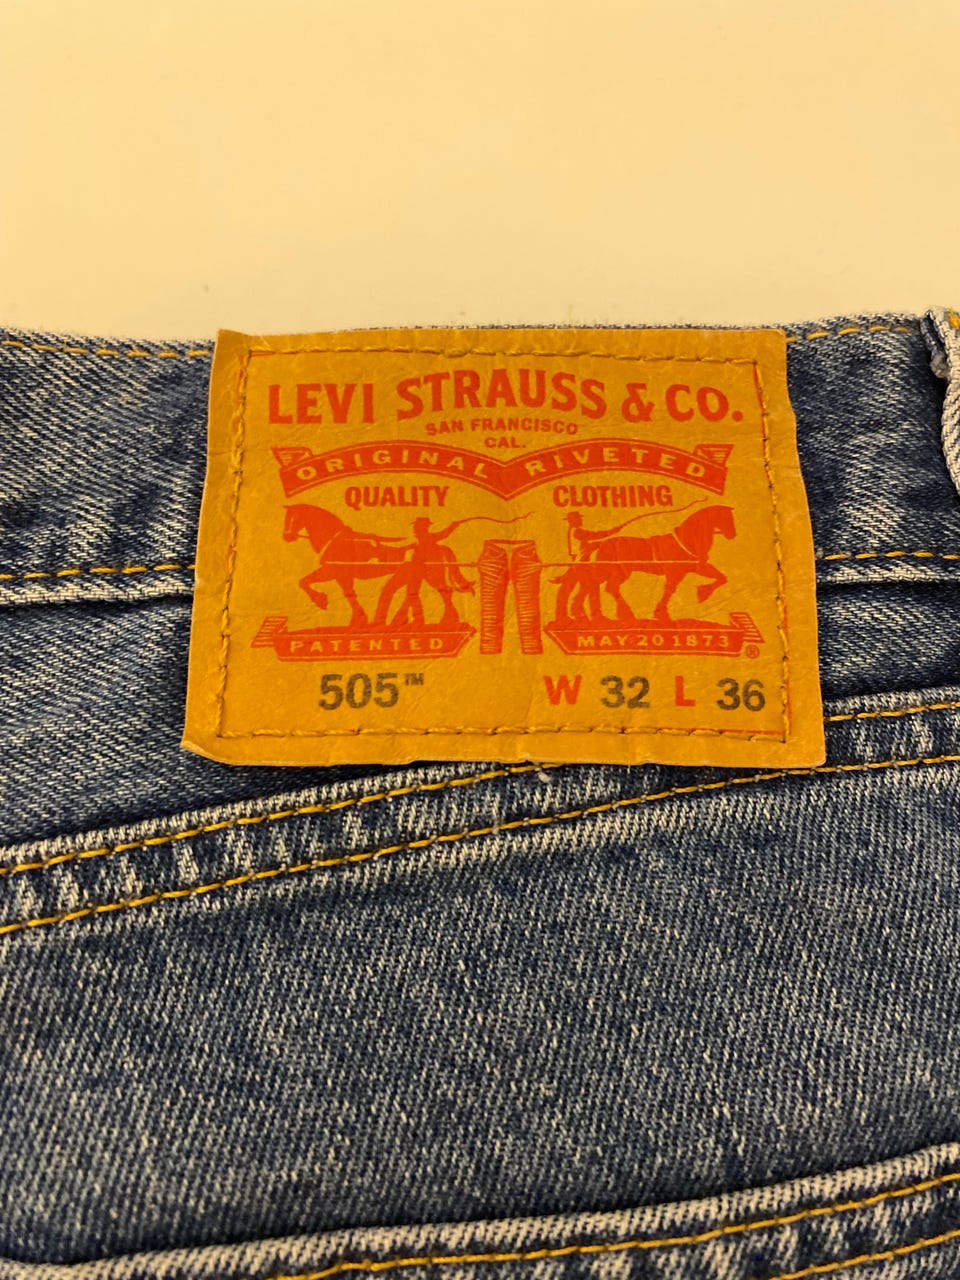 LEVI STRAUSS & CO.
SAN FRANCISCO
CAL.
ORIGINAL RIVETED
QUALITY CLOTHING
PATENTED MAY 20 1873 ®
505™ W 32 L 36